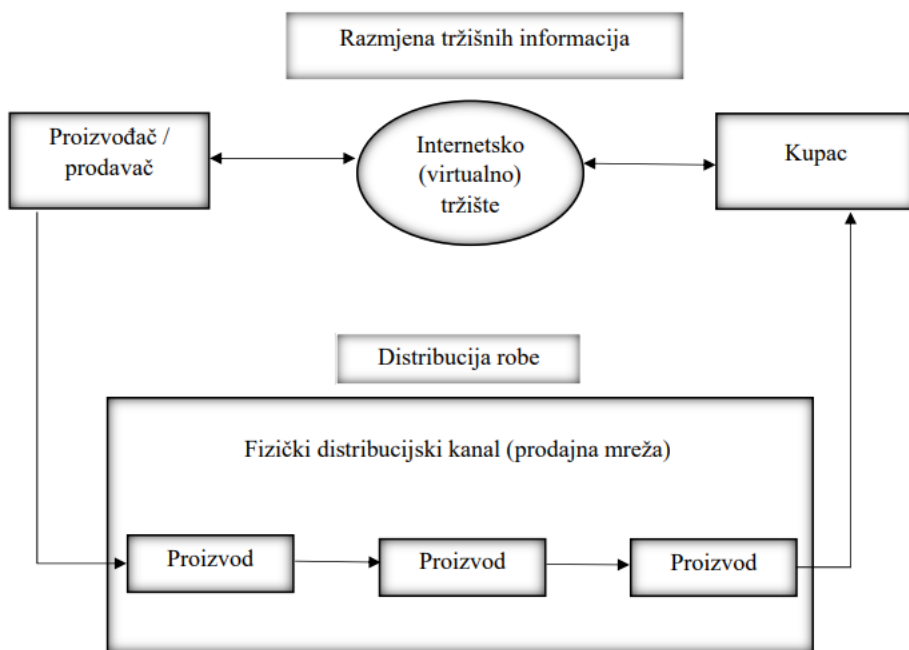 Razmjena tržišnih informacija
Proizvođač /
prodavač
Internetsko
(virtualno)
tržište
Kupac
Distribucija robe
Fizički distribucijski kanal (prodajna mreža)
Proizvod
Proizvod
Proizvod